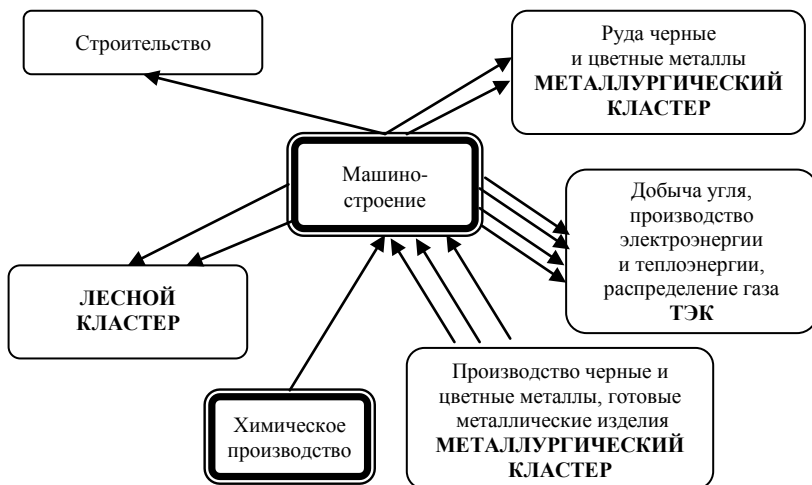 Строительство
Руда черные
и цветные металлы
МЕТАЛЛУРГИЧЕСКИЙ
КЛАСТЕР
Машино-
строение
Добыча угля,
производство
электроэнергии
и теплоэнергии,
распределение газа
ТЭК
ЛЕСНОЙ
КЛАСТЕР
Химическое
производство
Производство черные и
цветные металлы, готовые
металлические изделия
МЕТАЛЛУРГИЧЕСКИЙ
КЛАСТЕР